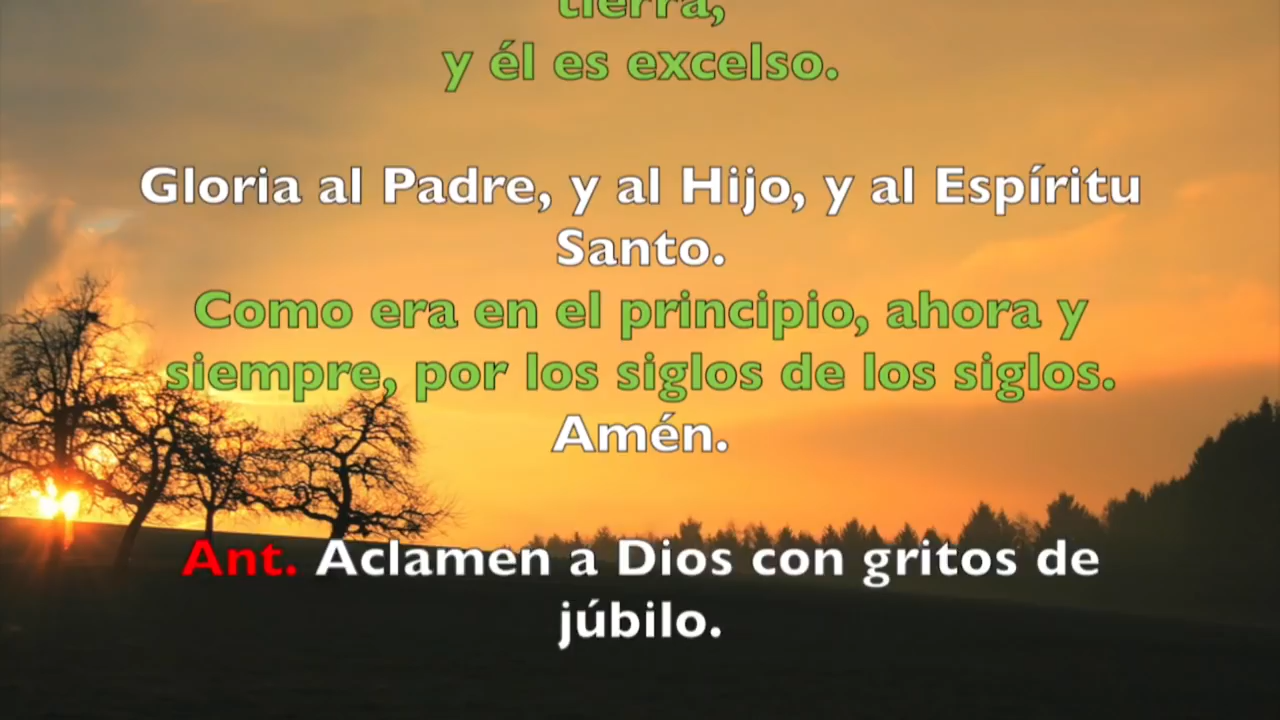 tierra,
y él es excelso.
Gloria al Padre, y al Hijo, y al Espíritu
Santo.
Como era en el principio, ahora y
siempre, por los siglos de los siglos.
Amén.
Ant. Aclamen a Dios con gritos de
júbilo.